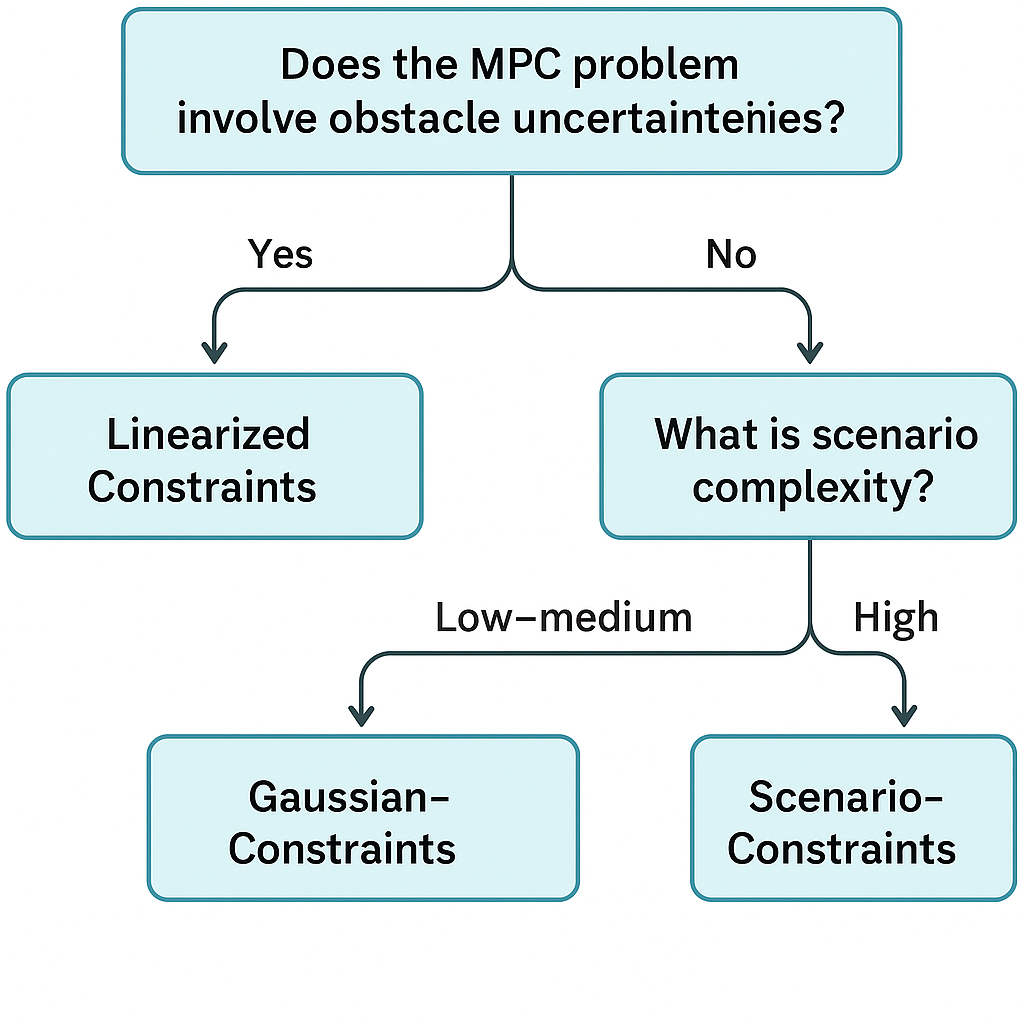 Does the MPC problem
involve obstacle uncertainteñies?
Yes
No
Linearized
Constraints
What is scenario
complexity?
Low–medium
High
Gaussian–
Constraints
Scenario–
Constraints